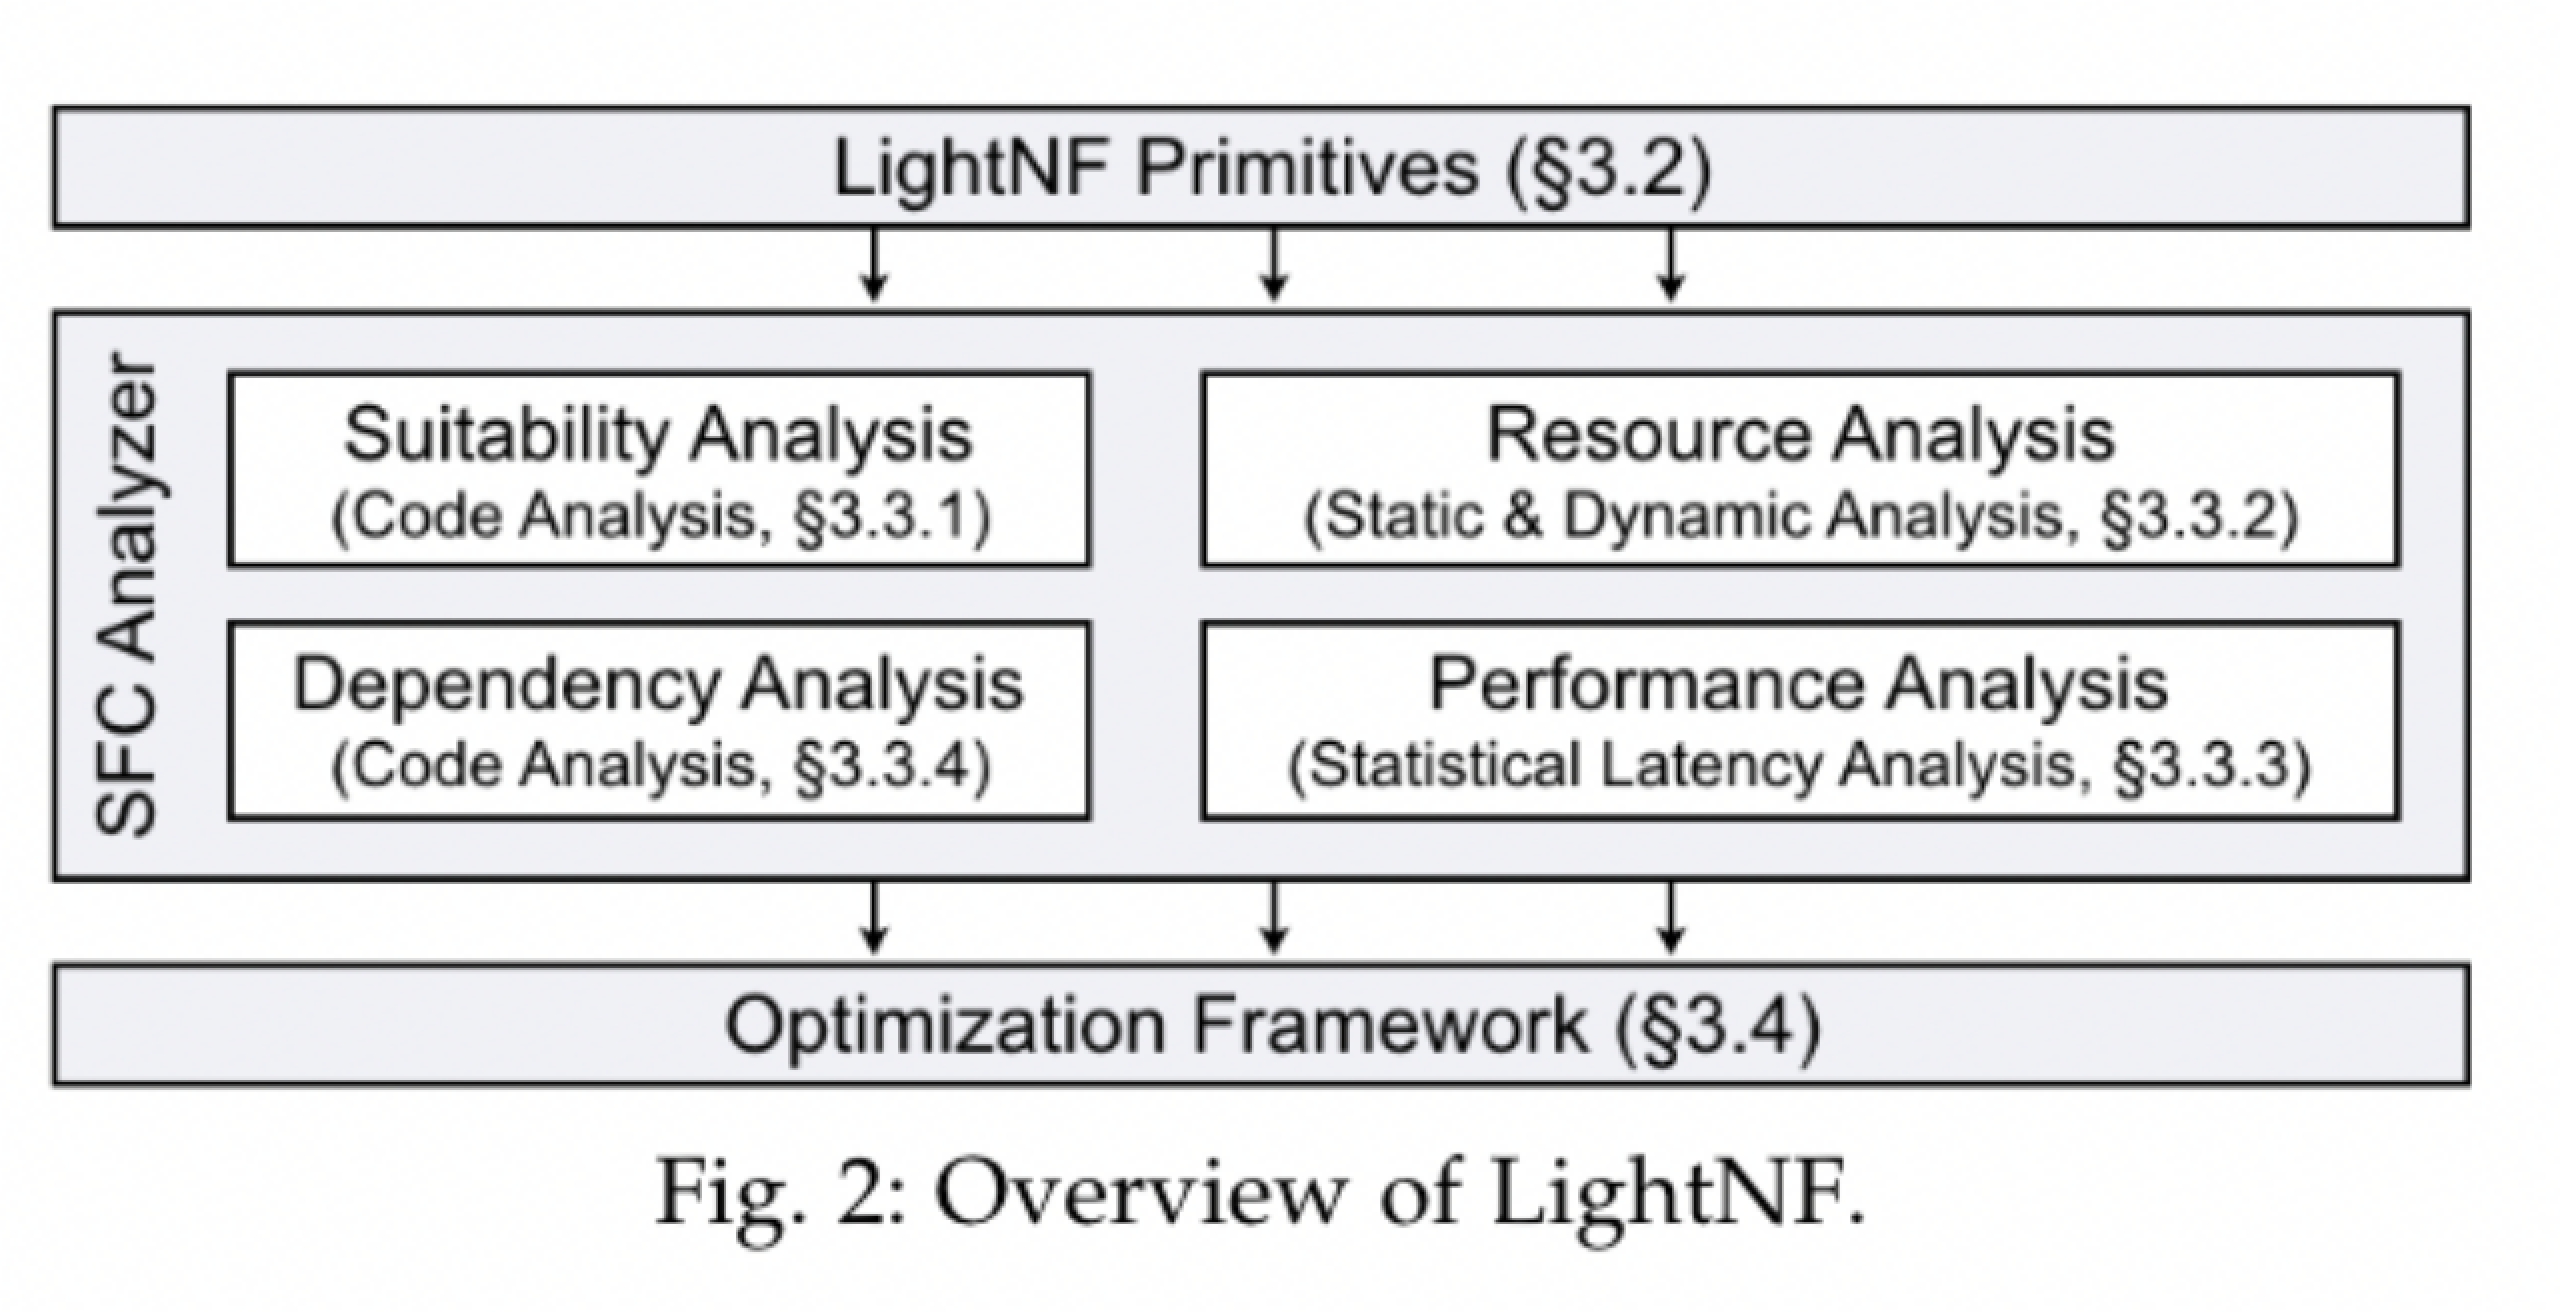 LightNF Primitives (§3.2)
SFC Analyzer
Suitability Analysis
(Code Analysis, §3.3.1)
Resource Analysis
(Static & Dynamic Analysis, §3.3.2)
Dependency Analysis
(Code Analysis, §3.3.4)
Performance Analysis
(Statistical Latency Analysis, §3.3.3)
Optimization Framework (§3.4)
Fig. 2: Overview of LightNF.